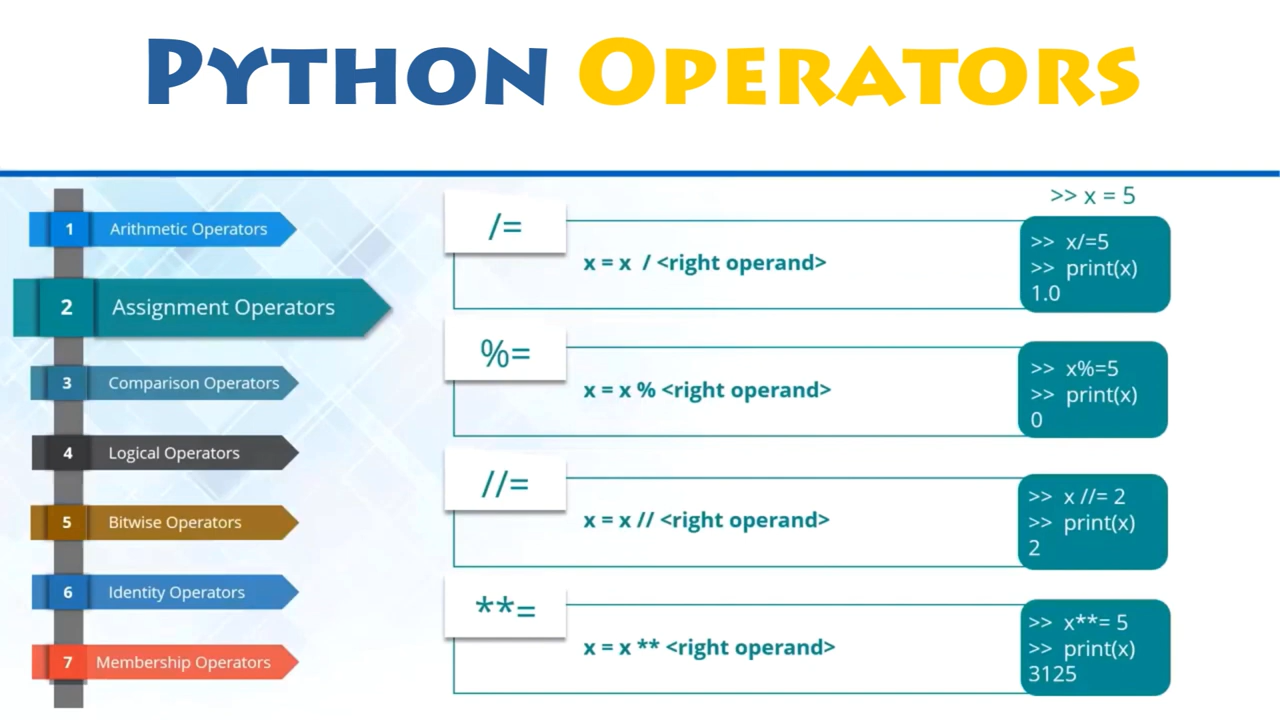 PYTHON OPERATORS
1 Arithmetic Operators
2 Assignment Operators
3 Comparison Operators
4 Logical Operators
5 Bitwise Operators
6 Identity Operators
7 Membership Operators
>> x = 5
/=
x = x / <right operand>
>> x/=5
>> print(x)
1.0
%=
x = x % <right operand>
>> x%=5
>> print(x)
0
//=
x = x // <right operand>
>> x //= 2
>> print(x)
2
**=
x = x ** <right operand>
>> x**= 5
>> print(x)
3125